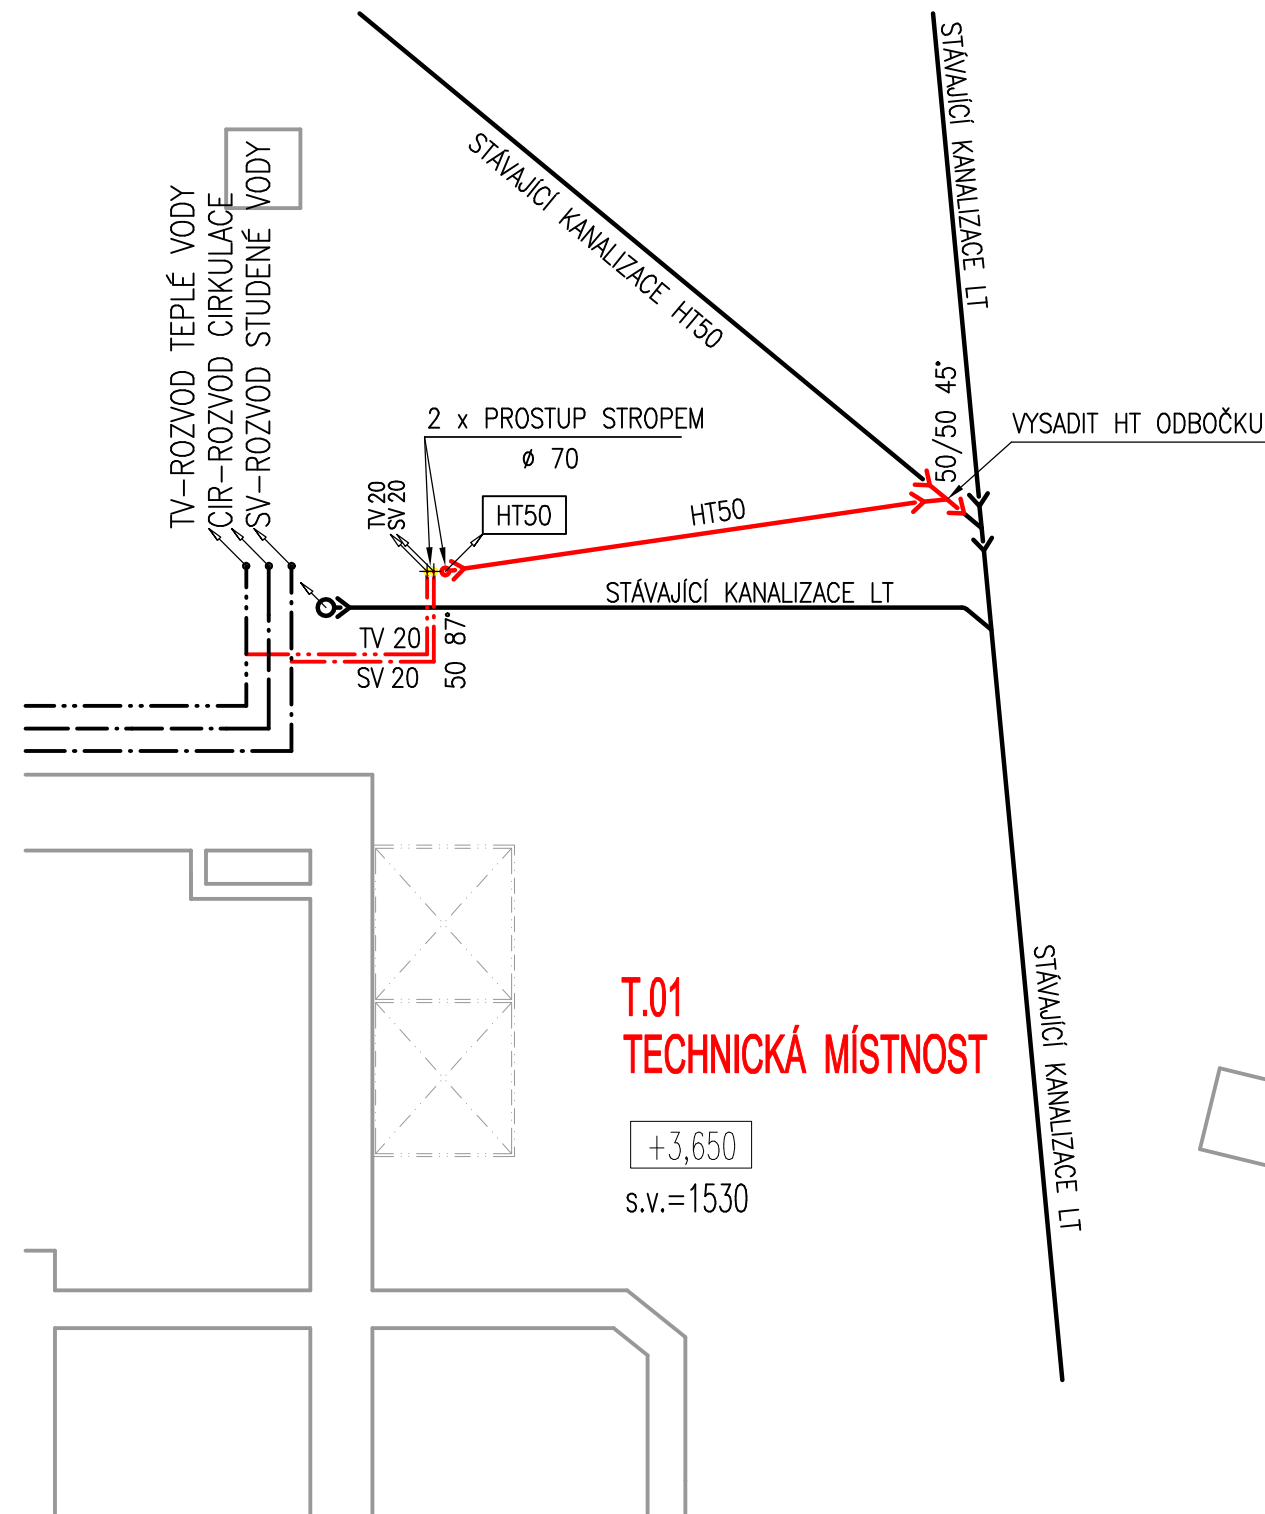 STÁVAJÍCÍ KANALIZACE HT50
STÁVAJÍCÍ KANALIZACE LT
TV-ROZVOD TEPLÉ VODY
CIR-ROZVOD CIRKULACE
SV-ROZVOD STUDENÉ VODY
2 x PROSTUP STROPEM
ø 70
50/50 45°
VYSADIT HT ODBOČKU
TV 20
SV 20
HT50
HT50
STÁVAJÍCÍ KANALIZACE LT
TV 20
SV 20
50 87°
STÁVAJÍCÍ KANALIZACE LT
T.01
TECHNICKÁ MÍSTNOST
+3,650
s.v.=1530